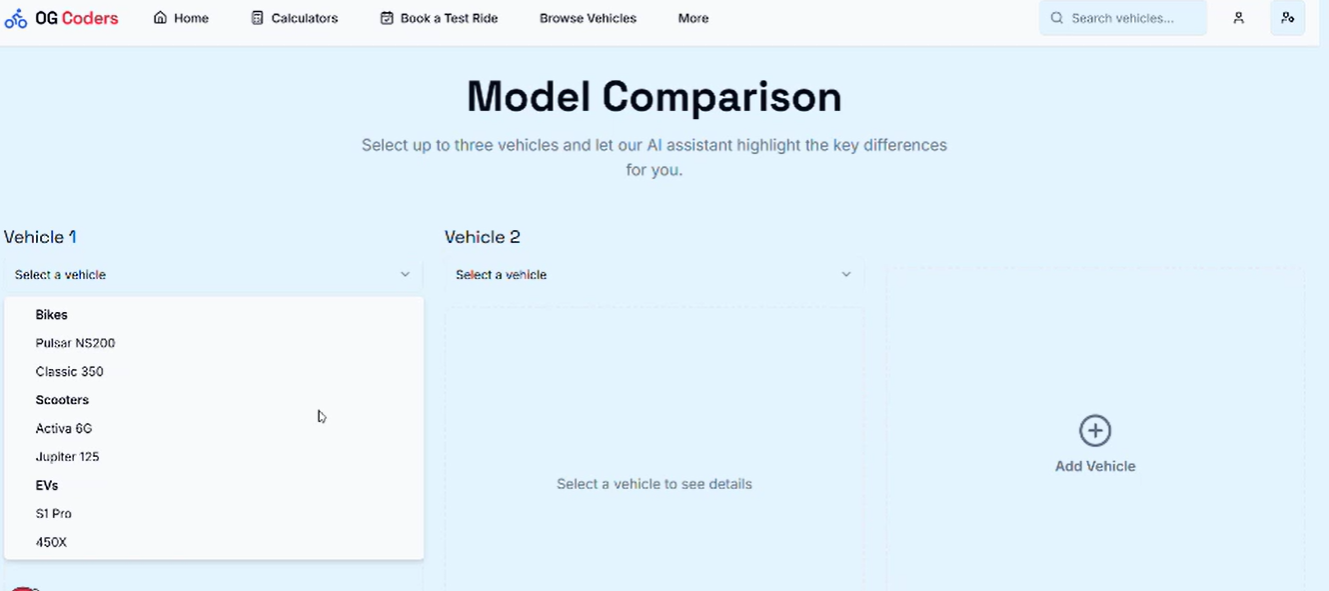 OG Coders Home Calculators Book a Test Ride Browse Vehicles More Search vehicles...
Model Comparison
Select up to three vehicles and let our AI assistant highlight the key differences
for you.
Vehicle 1
Select a vehicle
Bikes
Pulsar NS200
Classic 350
Scooters
Activa 6G
Jupiter 125
EVs
S1 Pro
450X
Vehicle 2
Select a vehicle
Select a vehicle to see details
Add Vehicle